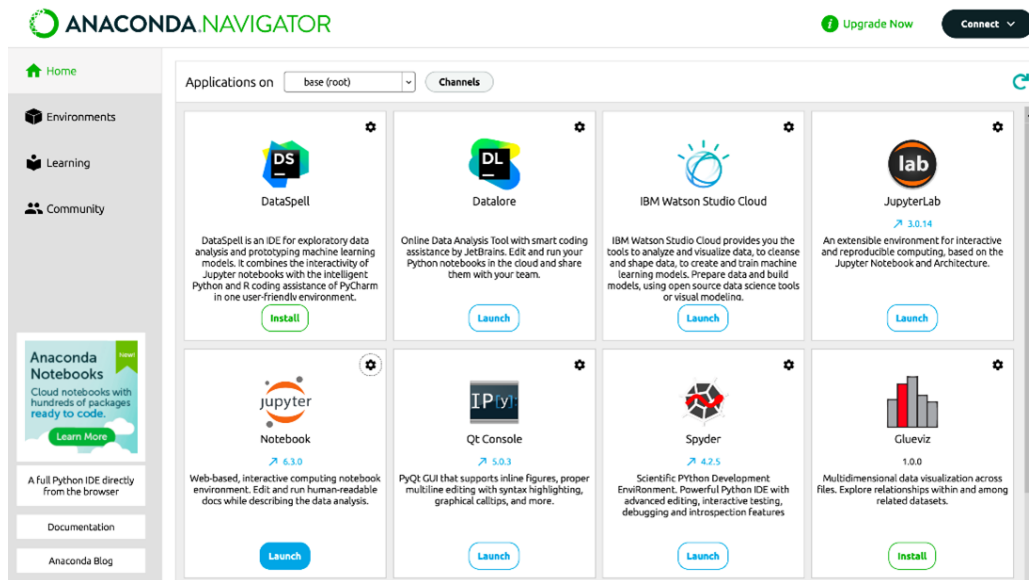 ANACONDA.NAVIGATOR
i Upgrade Now
Connect
Home
Environments
Learning
Community
Anaconda
Notebooks
New!
Cloud notebooks with
hundreds of packages
ready to code.
Learn More
A full Python IDE directly
from the browser
Documentation
Anaconda Blog
Applications on
base (root)
Channels
DS
DataSpell
DataSpell is an IDE for exploratory data
analysis and prototyping machine learning
models. It combines the interactivity of
Jupyter notebooks with the intelligent
Python and R coding assistance of PyCharm
in one user-friendly environment.
Install
DL
Datalore
Online Data Analysis Tool with smart coding
assistance by JetBrains. Edit and run your
Python notebooks in the cloud and share
them with your team.
Launch
IBM Watson Studio Cloud
IBM Watson Studio Cloud provides you the
tools to analyze and visualize data, to cleanse
and shape data, to create and train machine
learning models. Prepare data and build
models, using open source data science tools
or visual modeling.
Launch
lab
JupyterLab
3.0.14
An extensible environment for interactive
and reproducible computing, based on the
Jupyter Notebook and Architecture.
Launch
jupyter
Notebook
6.3.0
Web-based, interactive computing notebook
environment. Edit and run human-readable
docs while describing the data analysis.
Launch
IP[y]:
Qt Console
5.0.3
PyQt GUI that supports inline figures, proper
multiline editing with syntax highlighting,
graphical calltips, and more.
Launch
Spyder
4.2.5
Scientific PYthon Development
EnviRonment. Powerful Python IDE with
advanced editing, interactive testing,
debugging and introspection features
Launch
Glueviz
1.0.0
Multidimensional data visualization across
files. Explore relationships within and among
related datasets.
Install